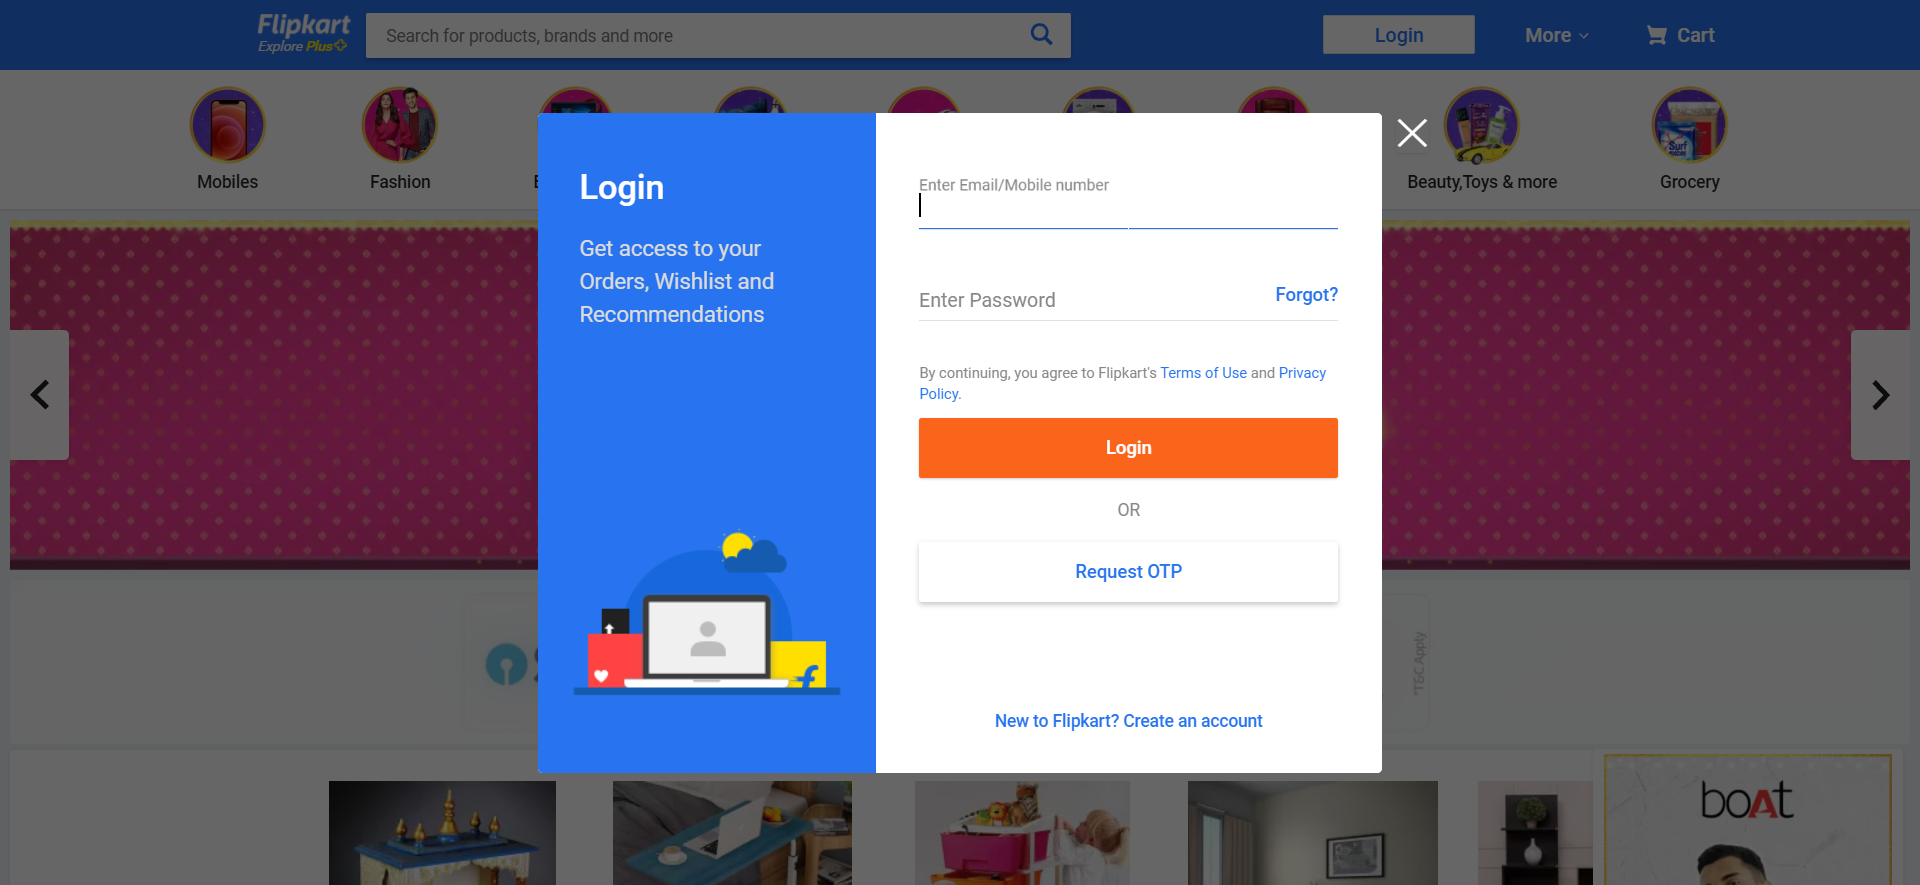 Flipkart
Explore Plus
Search for products, brands and more
Login
More
Cart
Mobiles
Fashion
Beauty,Toys & more
Grocery
Surf
Login
Get access to your
Orders, Wishlist and
Recommendations
Enter Email/Mobile number
Enter Password
Forgot?
By continuing, you agree to Flipkart's Terms of Use and Privacy
Policy.
Login
OR
Request OTP
New to Flipkart? Create an account
*T&C Apply
boAt